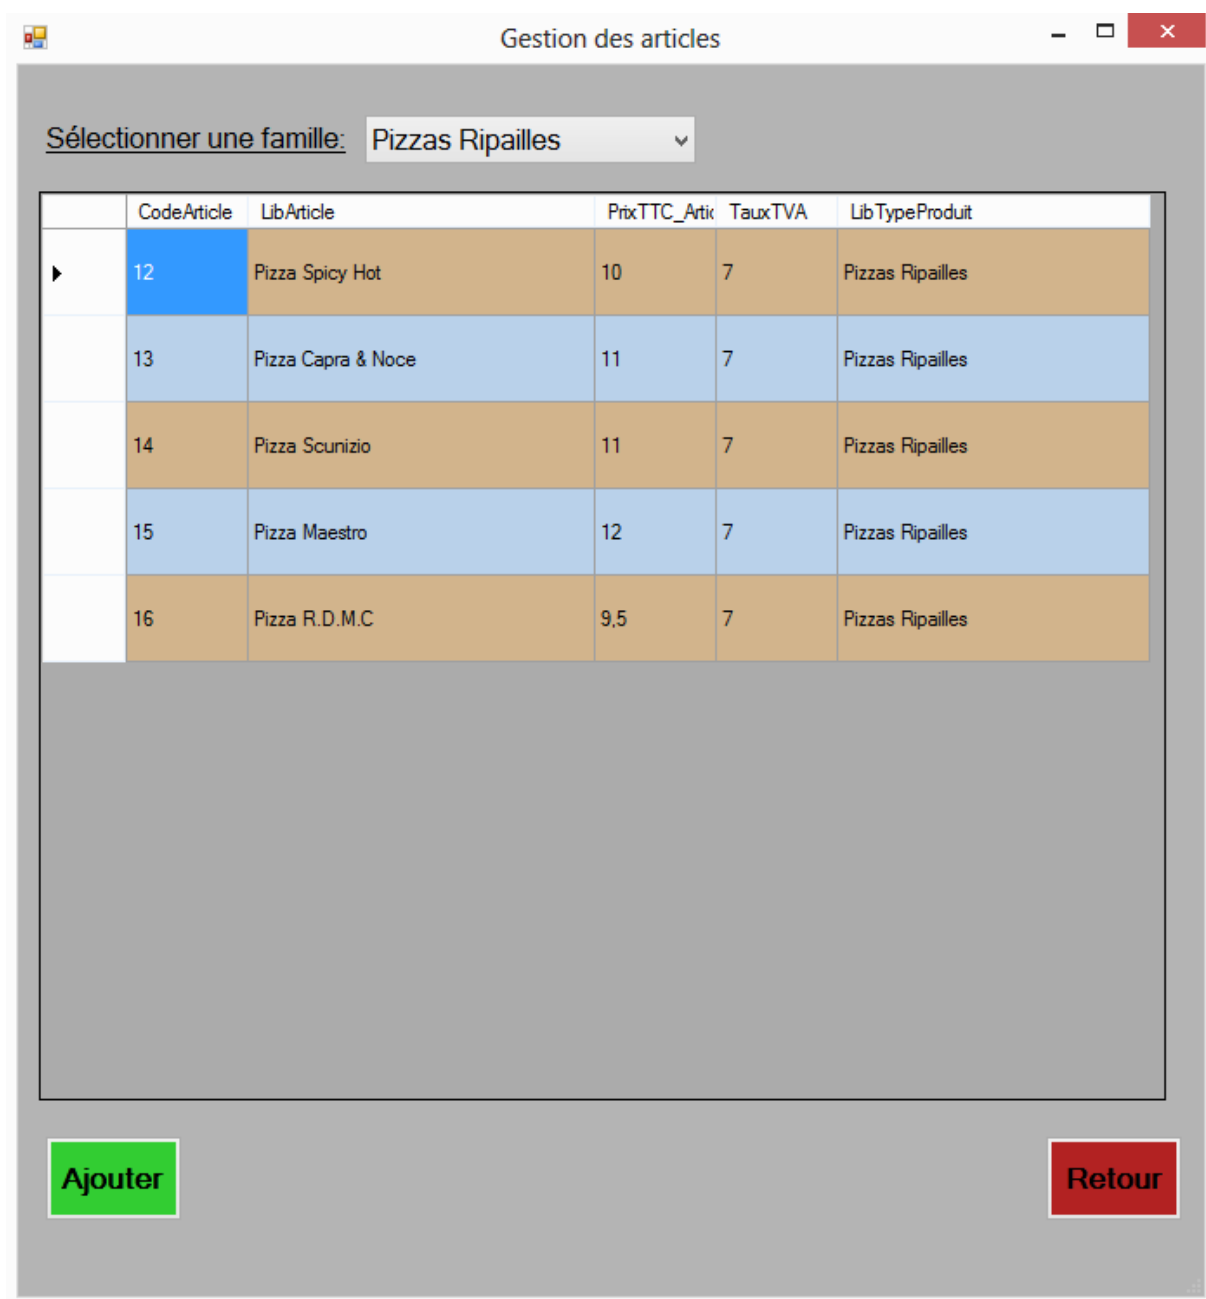 Gestion des articles
Sélectionner une famille: Pizzas Ripailles
CodeArticle LibArticle PrixTTC_Artic TauxTVA LibTypeProduit
12 Pizza Spicy Hot 10 7 Pizzas Ripailles
13 Pizza Capra & Noce 11 7 Pizzas Ripailles
14 Pizza Scunizio 11 7 Pizzas Ripailles
15 Pizza Maestro 12 7 Pizzas Ripailles
16 Pizza R.D.M.C 9,5 7 Pizzas Ripailles
Ajouter Retour